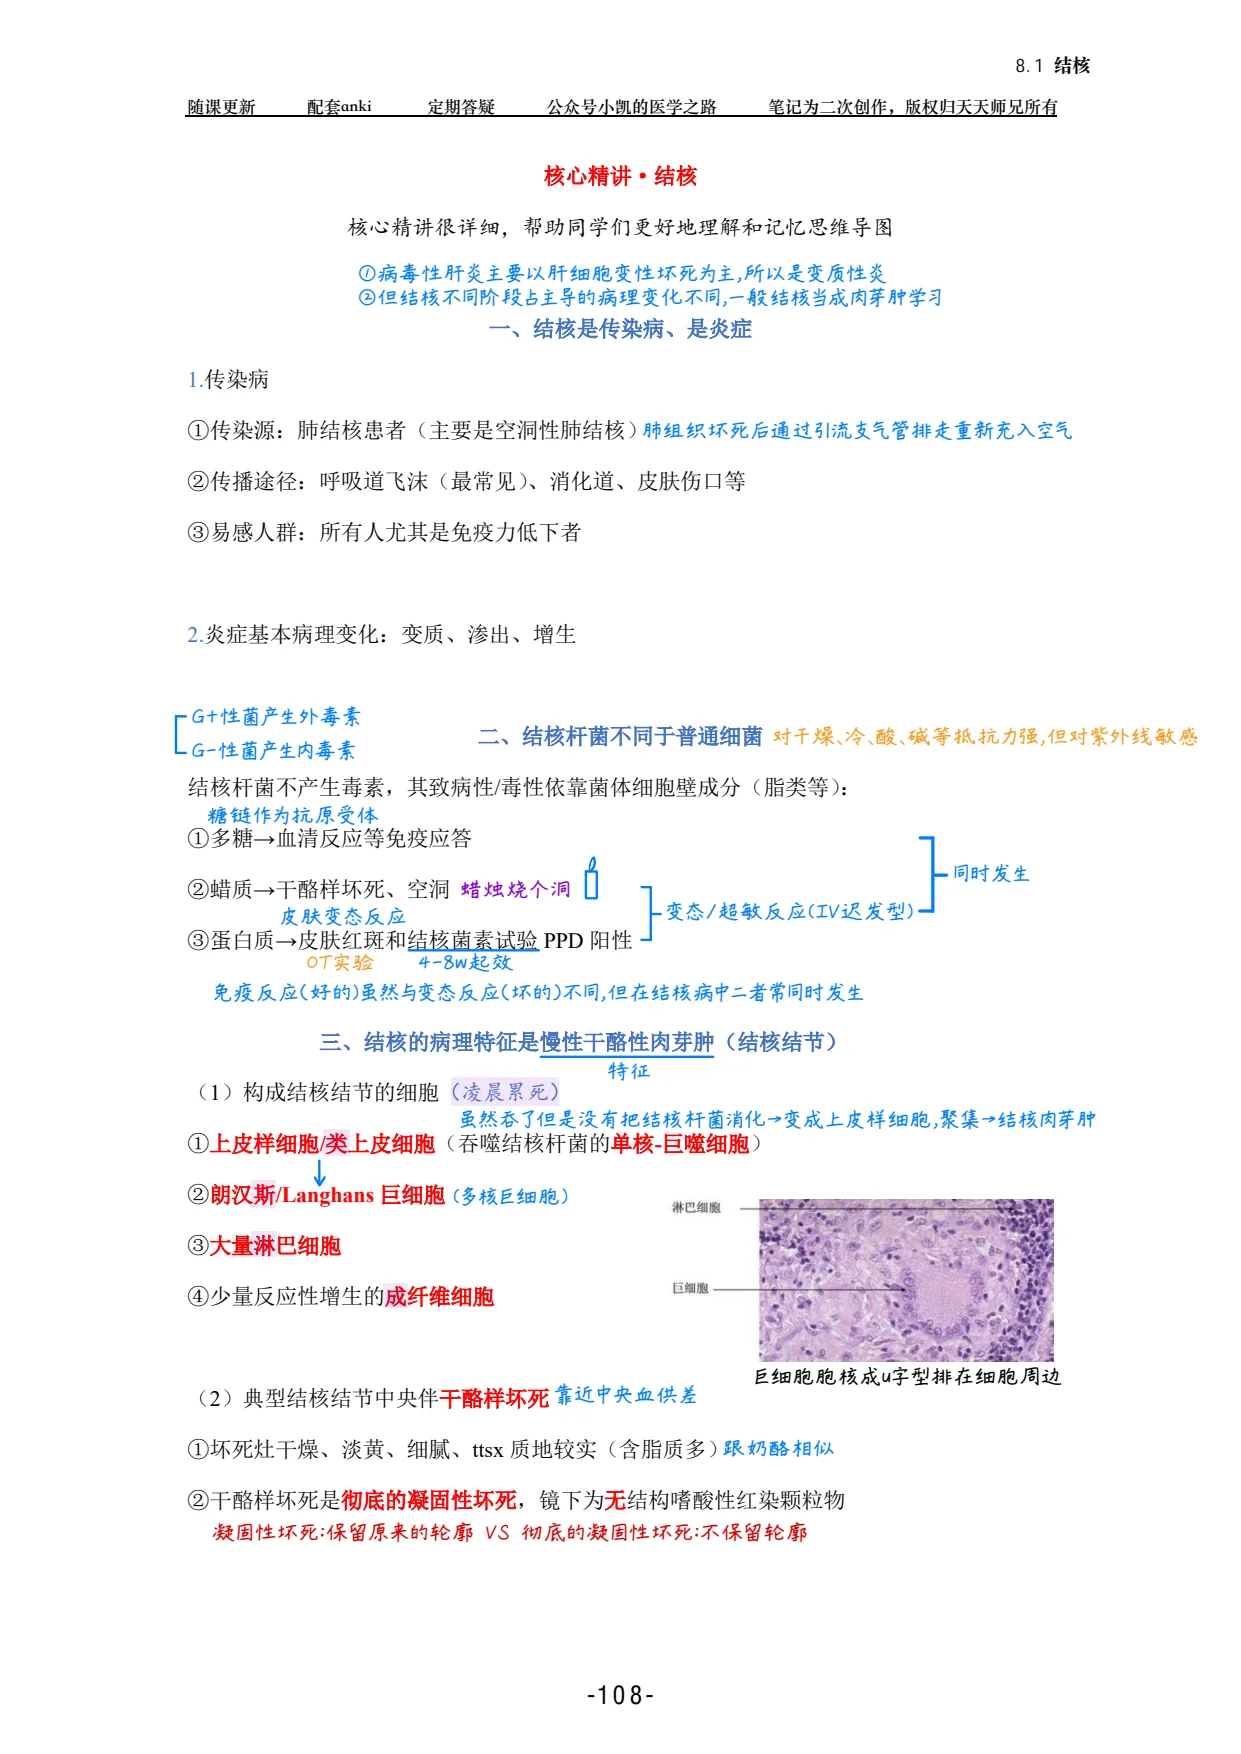 8.1 结核
随课更新 配套anki 定期答疑 公众号小凯的医学之路 笔记为二次创作，版权归天天师兄所有
核心精讲·结核
核心精讲很详细，帮助同学们更好地理解和记忆思维导图
①病毒性肝炎主要以肝细胞变性坏死为主,所以是变质性炎
②但结核不同阶段占主导的病理变化不同,一般结核当成肉芽肿学习
一、结核是传染病、是炎症
1.传染病
①传染源：肺结核患者（主要是空洞性肺结核）肺组织坏死后通过引流支气管排走重新充入空气
②传播途径：呼吸道飞沫（最常见）、消化道、皮肤伤口等
③易感人群：所有人尤其是免疫力低下者
2.炎症基本病理变化：变质、渗出、增生
G+性菌产生外毒素
G-性菌产生内毒素
二、结核杆菌不同于普通细菌 对干燥、冷、酸、碱等抵抗力强,但对紫外线敏感
结核杆菌不产生毒素，其致病性/毒性依靠菌体细胞壁成分（脂类等）：
糖链作为抗原受体
①多糖→血清反应等免疫应答
同时发生
②蜡质→干酪样坏死、空洞 蜡烛烧个洞
皮肤变态反应
变态/超敏反应(IV迟发型)
③蛋白质→皮肤红斑和结核菌素试验 PPD 阳性
OT实验 4-8w起效
免疫反应(好的)虽然与变态反应(坏的)不同,但在结核病中二者常同时发生
三、结核的病理特征是慢性干酪性肉芽肿（结核结节）
特征
（1）构成结核结节的细胞（凌晨累死）
虽然吞了但是没有把结核杆菌消化→变成上皮样细胞,聚集→结核肉芽肿
①上皮样细胞/类上皮细胞（吞噬结核杆菌的单核-巨噬细胞）
②朗汉斯/Langhans 巨细胞（多核巨细胞）
淋巴细胞
③大量淋巴细胞
巨细胞
④少量反应性增生的成纤维细胞
巨细胞胞核成u字型排在细胞周边
（2）典型结核结节中央伴干酪样坏死 靠近中央血供差
①坏死灶干燥、淡黄、细腻、ttsx 质地较实（含脂质多）跟奶酪相似
②干酪样坏死是彻底的凝固性坏死，镜下为无结构嗜酸性红染颗粒物
凝固性坏死:保留原来的轮廓 VS 彻底的凝固性坏死:不保留轮廓
-108-